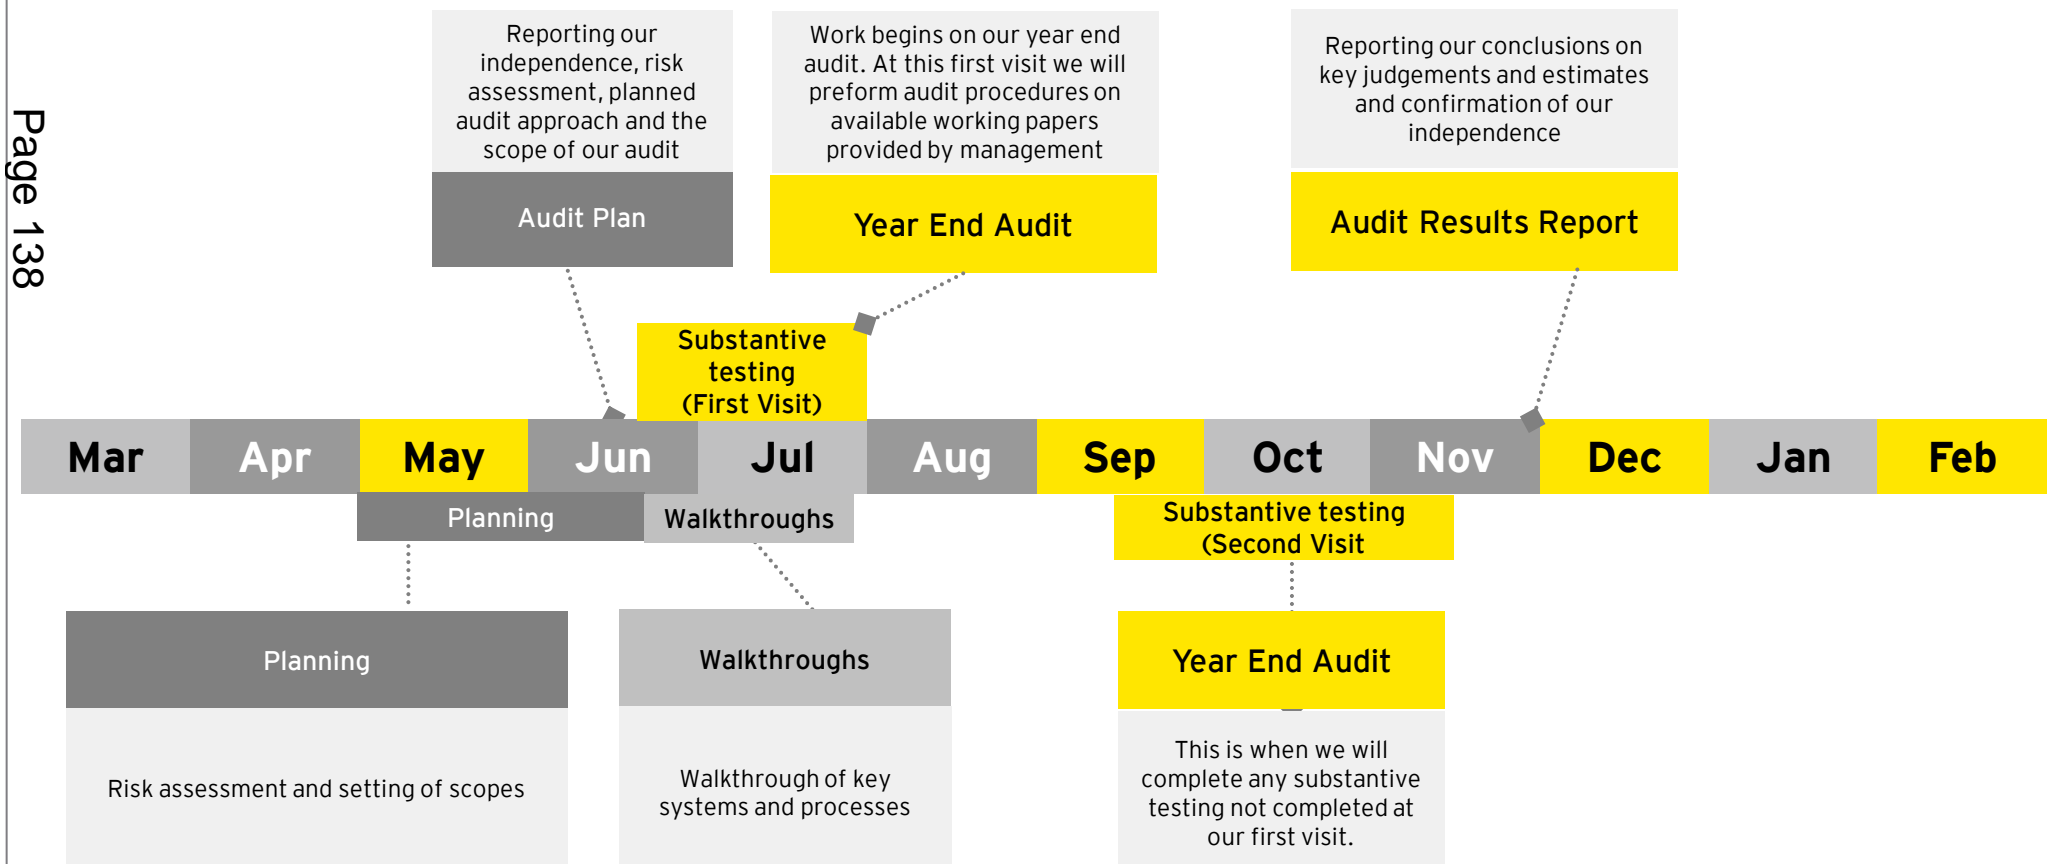 Page 138
Reporting our
independence, risk
assessment, planned
audit approach and the
scope of our audit
Audit Plan
Work begins on our year end
audit. At this first visit we will
preform audit procedures on
available working papers
provided by management
Year End Audit
Reporting our conclusions on
key judgements and estimates
and confirmation of our
independence
Audit Results Report
Substantive
testing
(First Visit)
Mar Apr May Jun Jul Aug Sep Oct Nov Dec Jan Feb
Planning
Walkthroughs
Substantive testing
(Second Visit
Planning
Risk assessment and setting of scopes
Walkthroughs
Walkthrough of key
systems and processes
Year End Audit
This is when we will
complete any substantive
testing not completed at
our first visit.